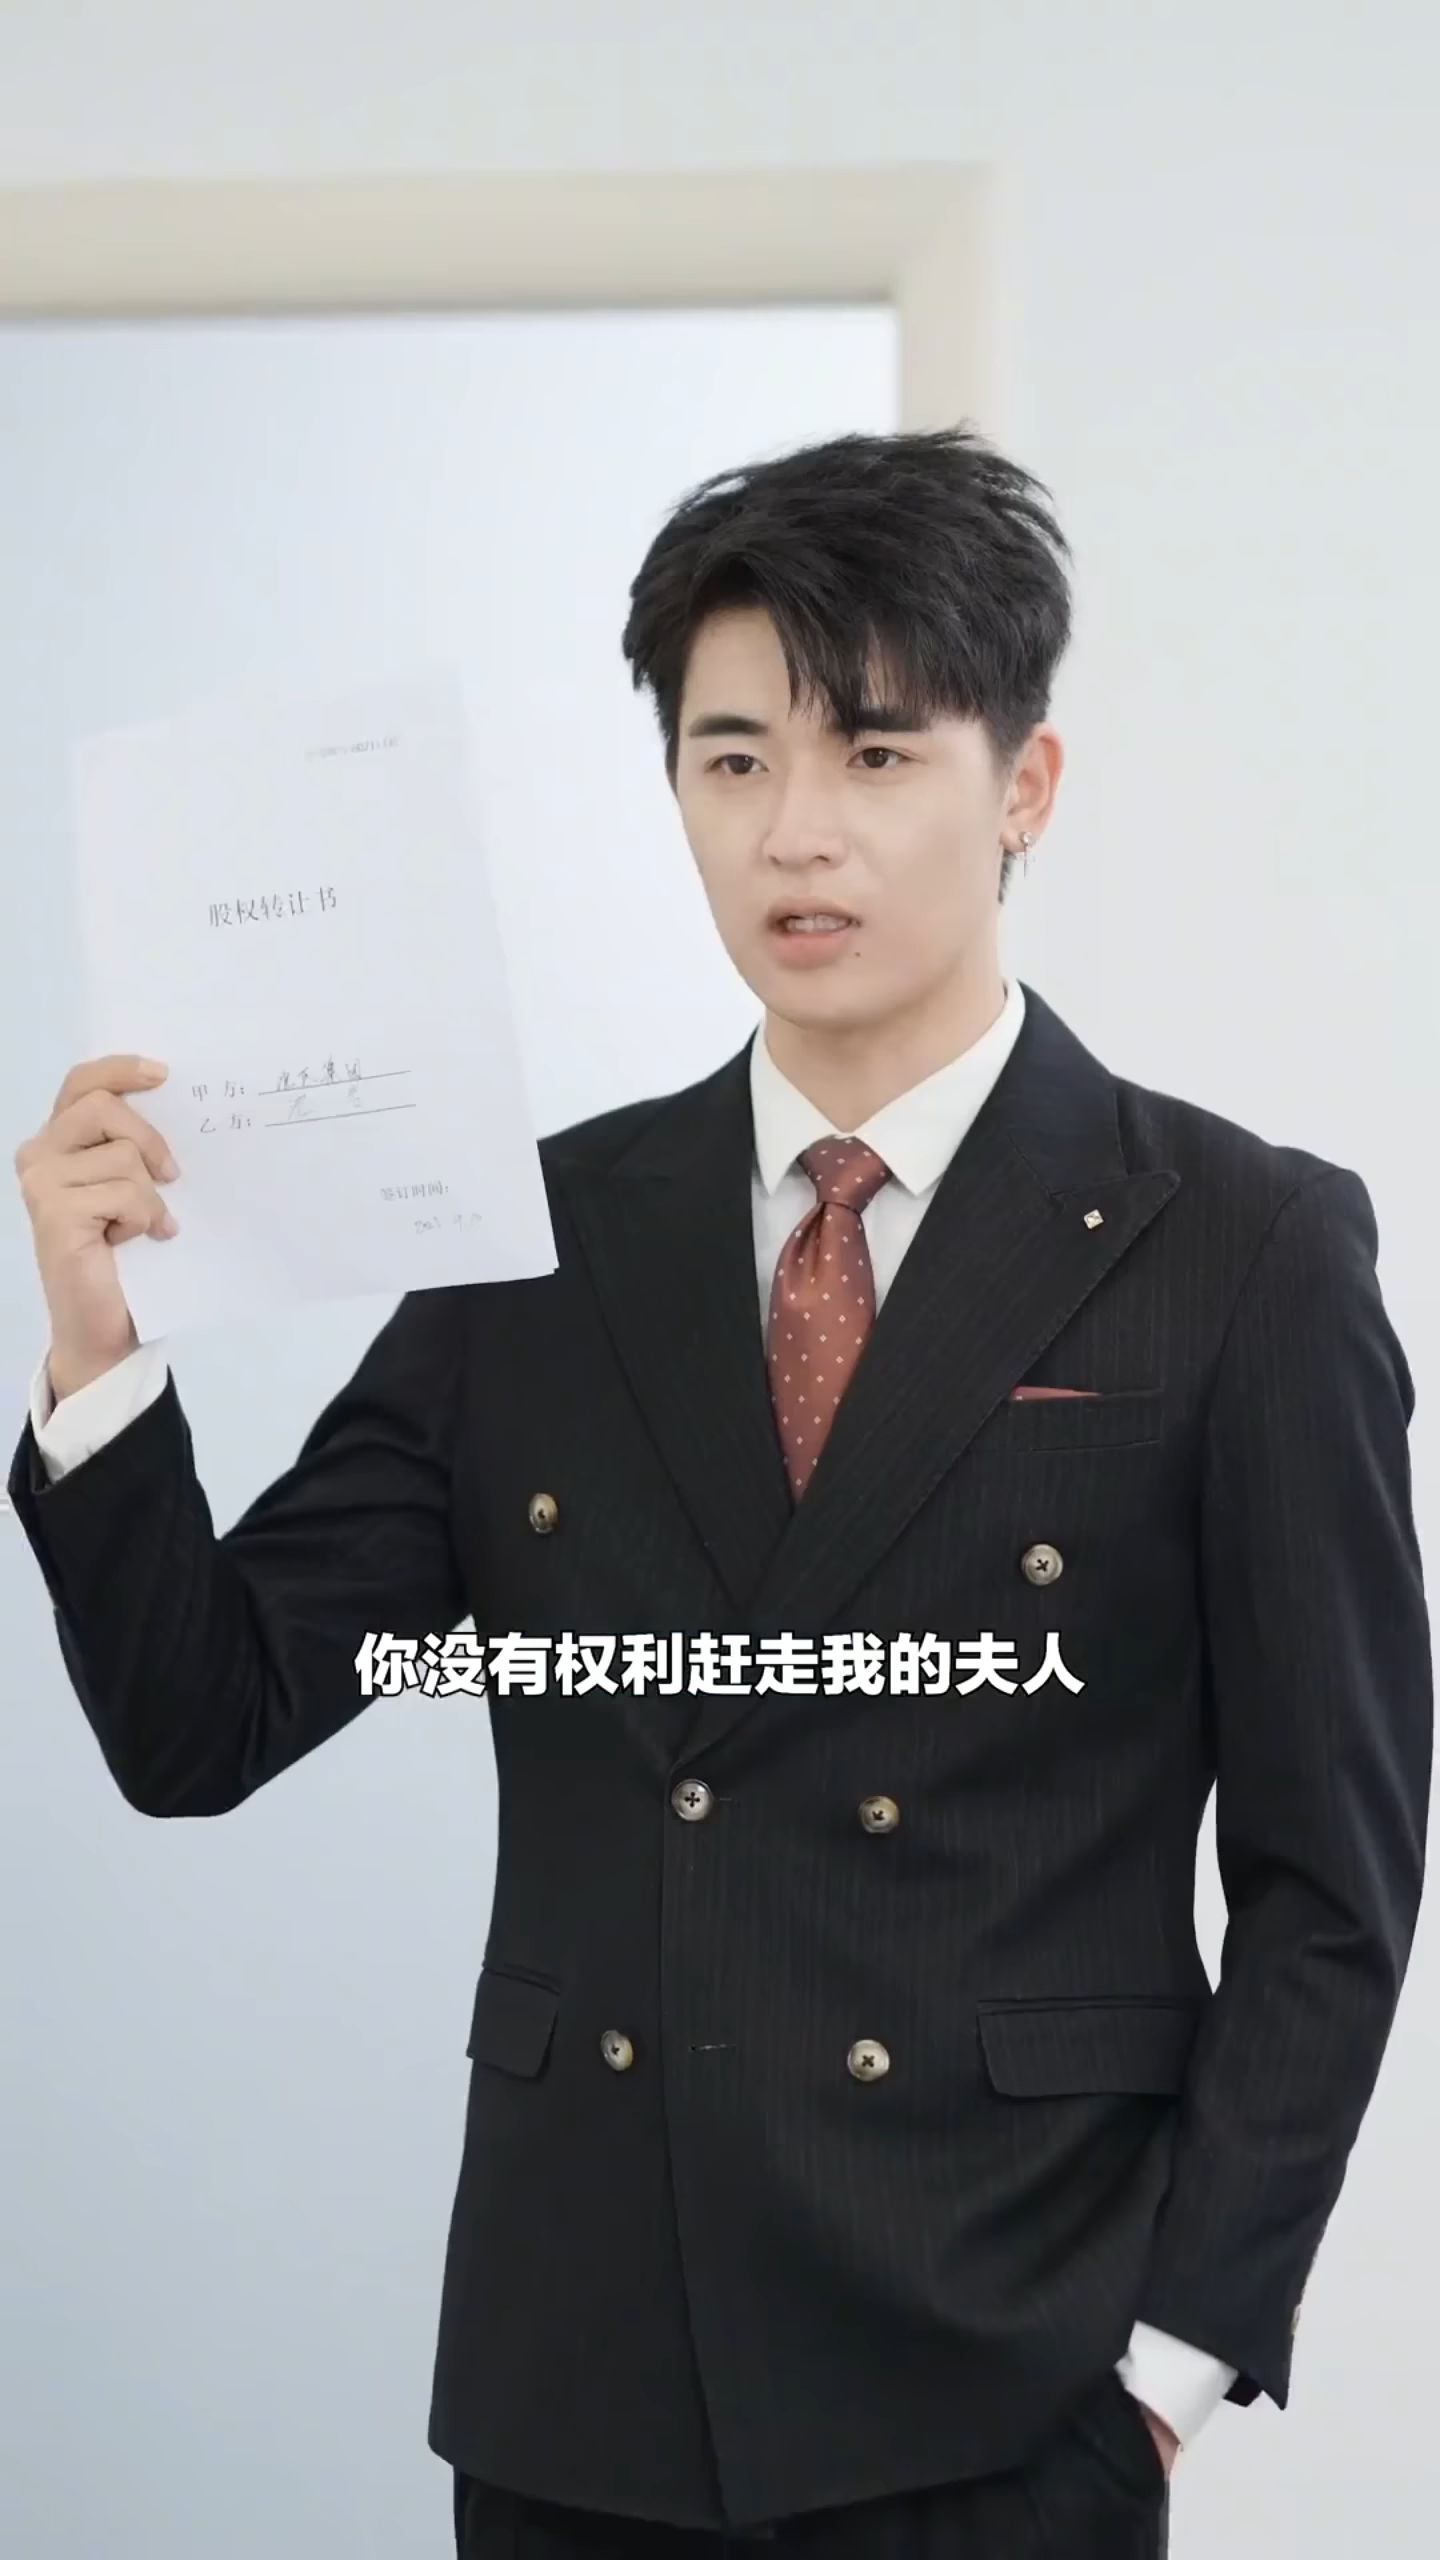 股权转让书
甲 方：
乙 方：
签订时间：
你没有权利赶走我的夫人